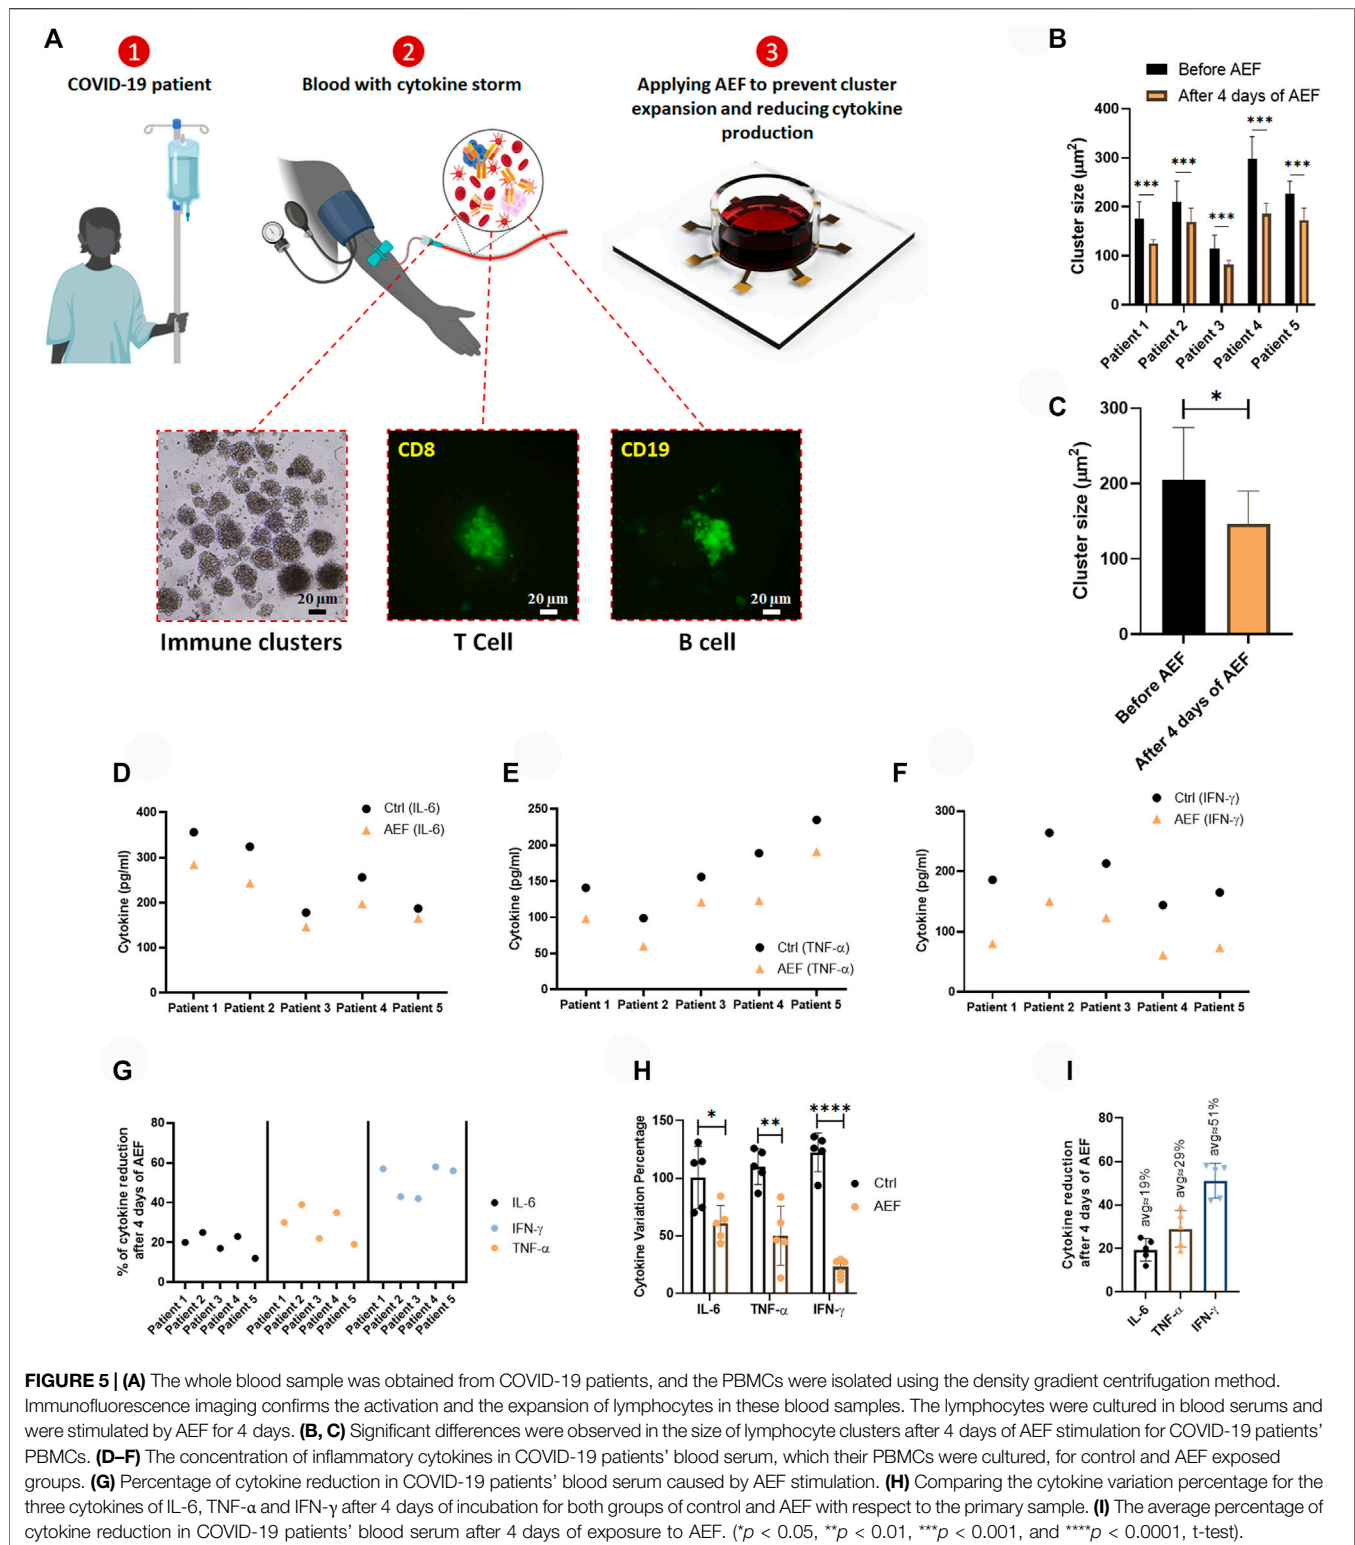 A
1
COVID-19 patient
2
Blood with cytokine storm
3
Applying AEF to prevent cluster
expansion and reducing cytokine
production
CD8
CD19
20 µm
20 µm
20 µm
Immune clusters
T Cell
B cell
B
Before AEF
After 4 days of AEF
Cluster size (µm²)
400
300
200
100
0
***
***
***
***
***
Patient 1
Patient 2
Patient 3
Patient 4
Patient 5
C
Cluster size (µm²)
300
200
100
0
*
Before AEF
After 4 days of AEF
D
Ctrl (IL-6)
AEF (IL-6)
Cytokine (pg/ml)
400
300
200
100
0
Patient 1 Patient 2 Patient 3 Patient 4 Patient 5
E
Cytokine (pg/ml)
250
200
150
100
50
0
Ctrl (TNF-α)
AEF (TNF-α)
Patient 1 Patient 2 Patient 3 Patient 4 Patient 5
F
Ctrl (IFN-γ)
AEF (IFN-γ)
Cytokine (pg/ml)
300
200
100
0
Patient 1 Patient 2 Patient 3 Patient 4 Patient 5
G
% of cytokine reduction
after 4 days of AEF
80
60
40
20
0
IL-6
IFN-γ
TNF-α
Patient 1
Patient 2
Patient 3
Patient 4
Patient 5
Patient 1
Patient 2
Patient 3
Patient 4
Patient 5
Patient 1
Patient 2
Patient 3
Patient 4
Patient 5
H
Cytokine Variation Percentage
150
100
50
0
*
**
****
Ctrl
AEF
IL-6 TNF-α IFN-γ
I
Cytokine reduction
after 4 days of AEF
80
60
40
20
0
avg≈19%
avg≈29%
avg≈51%
IL-6
TNF-α
IFN-γ
FIGURE 5 | (A) The whole blood sample was obtained from COVID-19 patients, and the PBMCs were isolated using the density gradient centrifugation method.
Immunofluorescence imaging confirms the activation and the expansion of lymphocytes in these blood samples. The lymphocytes were cultured in blood serums and
were stimulated by AEF for 4 days. (B, C) Significant differences were observed in the size of lymphocyte clusters after 4 days of AEF stimulation for COVID-19 patients'
PBMCs. (D–F) The concentration of inflammatory cytokines in COVID-19 patients' blood serum, which their PBMCs were cultured, for control and AEF exposed
groups. (G) Percentage of cytokine reduction in COVID-19 patients' blood serum caused by AEF stimulation. (H) Comparing the cytokine variation percentage for the
three cytokines of IL-6, TNF-α and IFN-γ after 4 days of incubation for both groups of control and AEF with respect to the primary sample. (I) The average percentage of
cytokine reduction in COVID-19 patients' blood serum after 4 days of exposure to AEF. (*p < 0.05, **p < 0.01, ***p < 0.001, and ****p < 0.0001, t-test).